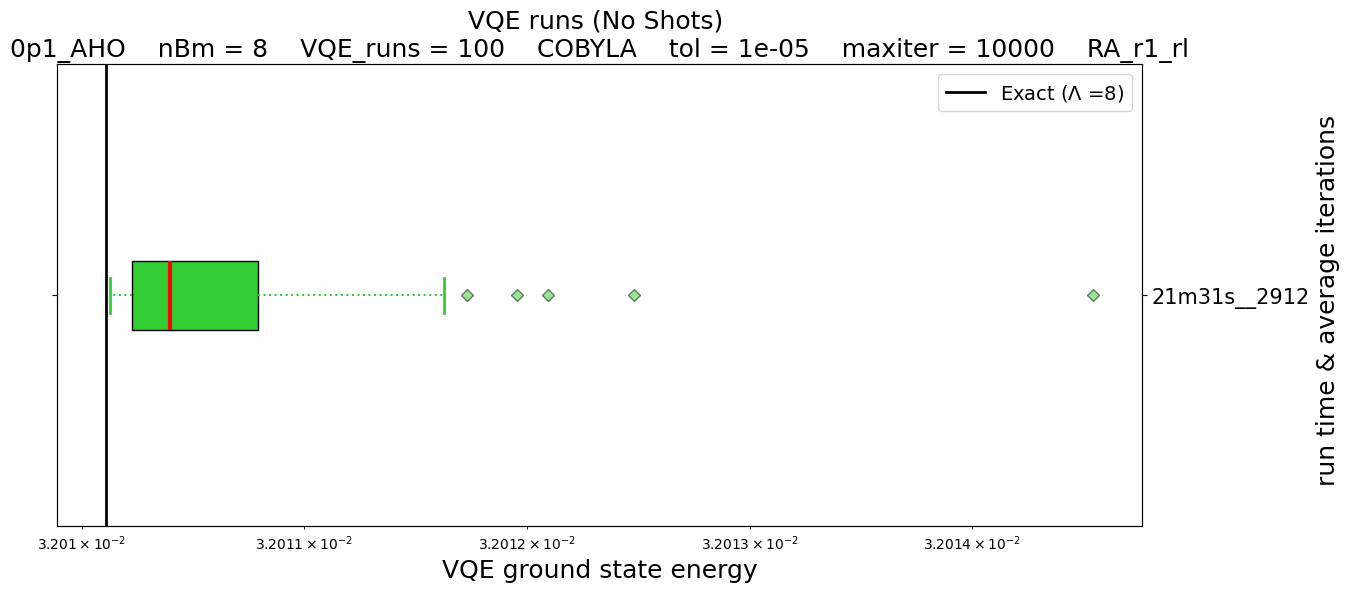 VQE runs (No Shots)
0p1_AHO nBm = 8 VQE_runs = 100 COBYLA tol = 1e-05 maxiter = 10000 RA_r1_rl
Exact (Λ =8)
21m31s__2912
run time & average iterations
3.201 × 10⁻² 3.2011 × 10⁻² 3.2012 × 10⁻² 3.2013 × 10⁻² 3.2014 × 10⁻²
VQE ground state energy